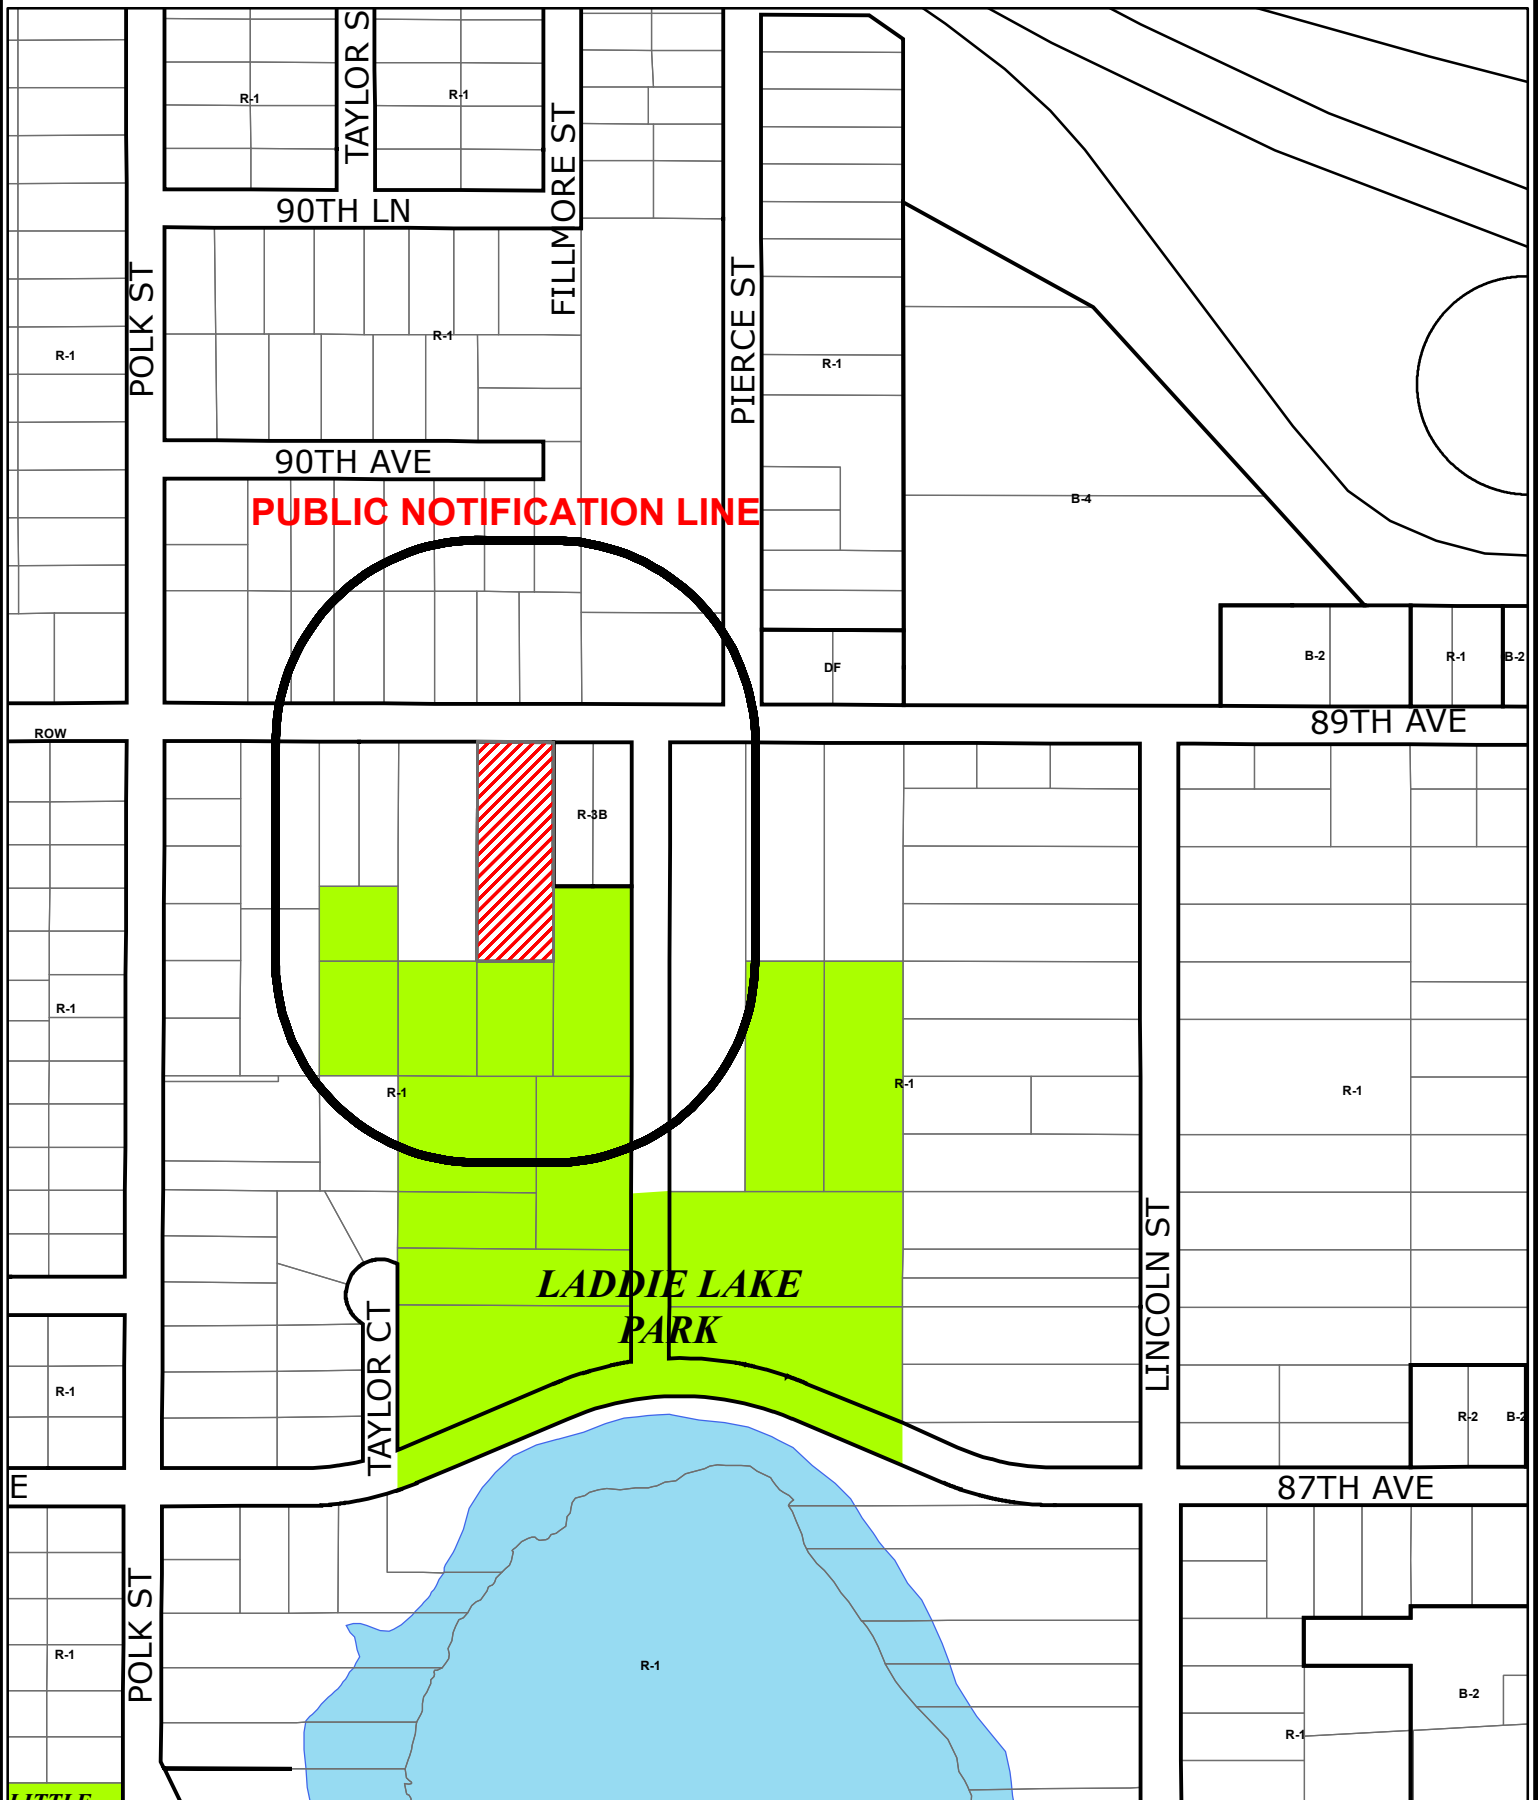 TAYLOR S
R-1
R-1
FILLMORE ST
90TH LN
POLK ST
PIERCE ST
R-1
R-1
R-1
90TH AVE
B-4
PUBLIC NOTIFICATION LINE
B-2
R-1
B-2
DF
89TH AVE
ROW
R-3B
R-1
R-1
R-1
R-1
LADDIE LAKE
PARK
LINCOLN ST
TAYLOR CT
R-1
R-2
B-2
E
87TH AVE
POLK ST
R-1
R-1
B-2
R-1
LITTLE